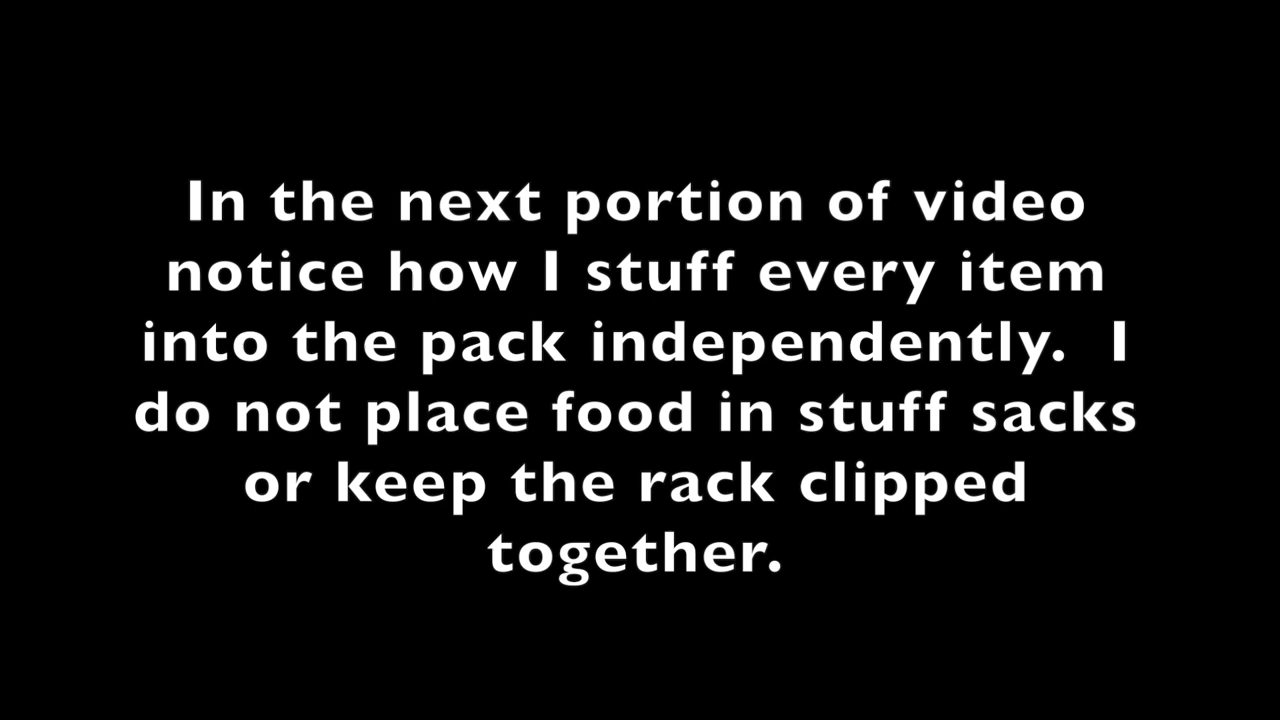 In the next portion of video
notice how I stuff every item
into the pack independently.  I
do not place food in stuff sacks
or keep the rack clipped
together.